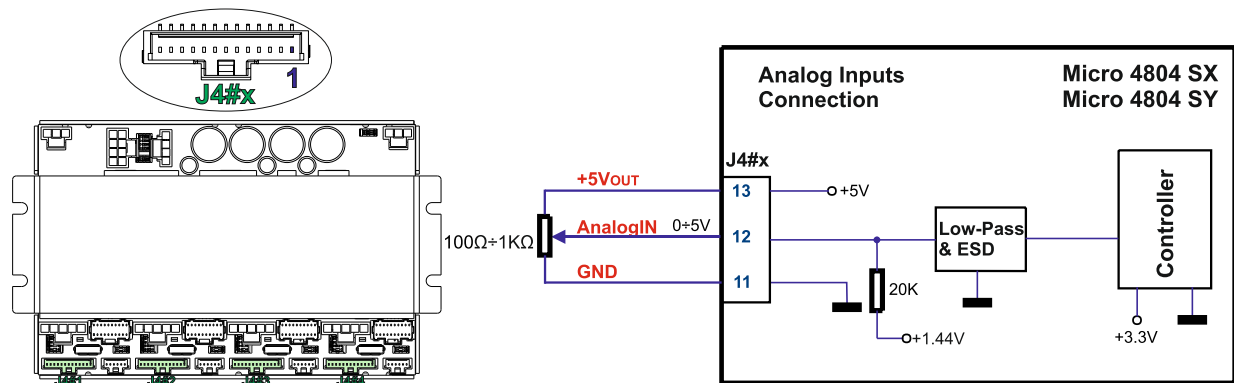 1
J4#x
Analog Inputs
Connection
Micro 4804 SX
Micro 4804 SY
J4#x
+5VOUT
13
+5V
100Ω÷1KΩ
AnalogIN
0÷5V
12
GND
11
20K
+1.44V
Low-Pass
& ESD
Controller
+3.3V